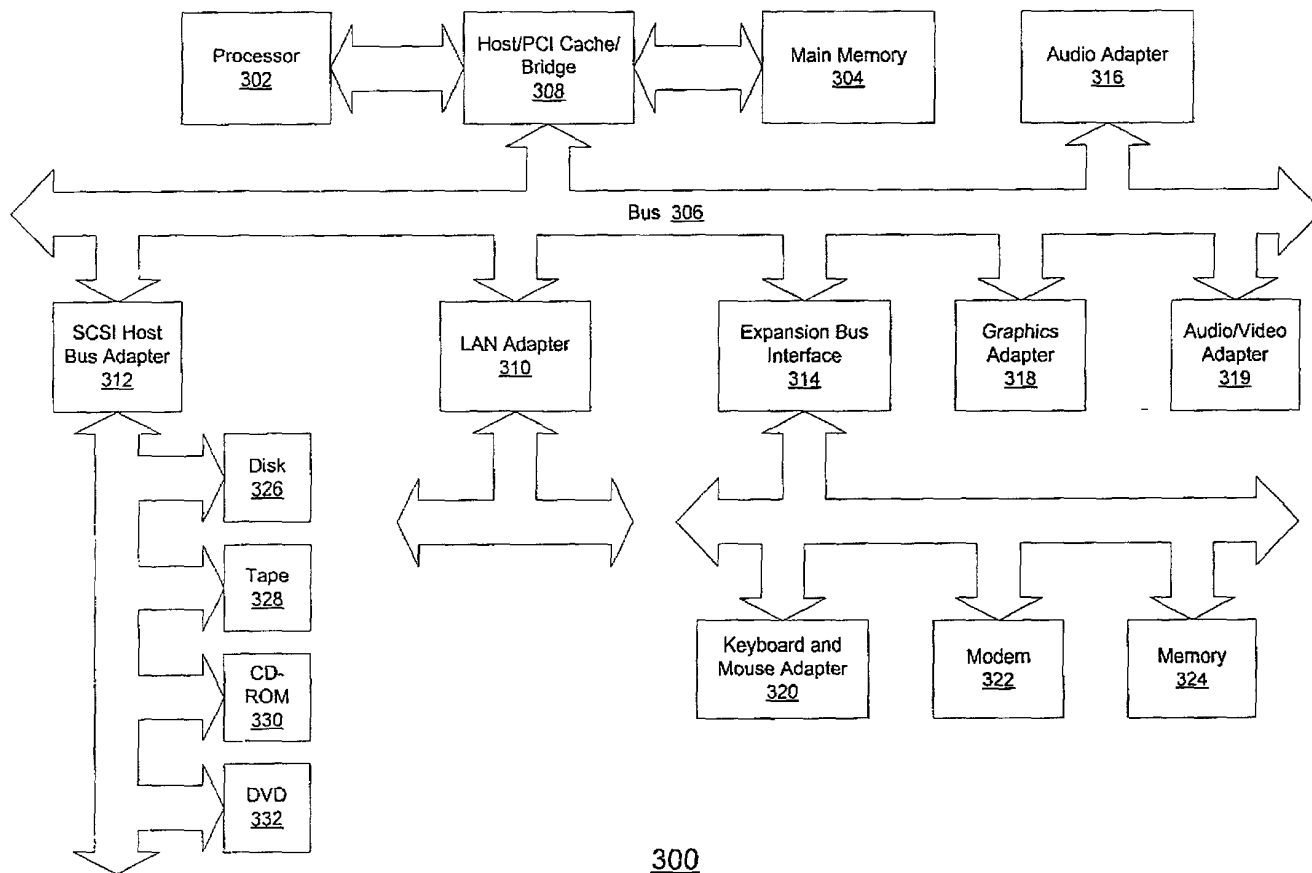 Processor
302
Host/PCI Cache/
Bridge
308
Main Memory
304
Audio Adapter
316
Bus 306
SCSI Host
Bus Adapter
312
LAN Adapter
310
Expansion Bus
Interface
314
Graphics
Adapter
318
Audio/Video
Adapter
319
Disk
326
Tape
328
CD-
ROM
330
DVD
332
Keyboard and
Mouse Adapter
320
Modem
322
Memory
324
300